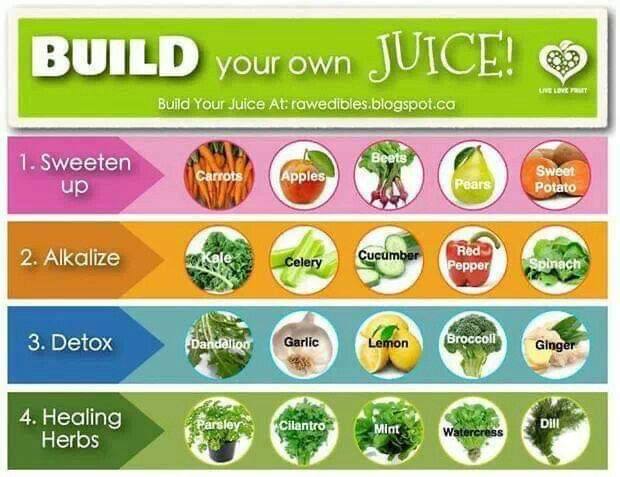 BUILD your own JUICE!
LIVE LOVE FRUIT
Build Your Juice At: rawedibles.blogspot.ca
1. Sweeten up
Carrots
Apples
Beets
Pears
Sweet Potato
2. Alkalize
Kale
Celery
Cucumber
Red Pepper
Spinach
3. Detox
Dandelion
Garlic
Lemon
Broccoli
Ginger
4. Healing Herbs
Parsley
Cilantro
Mint
Watercress
Dill